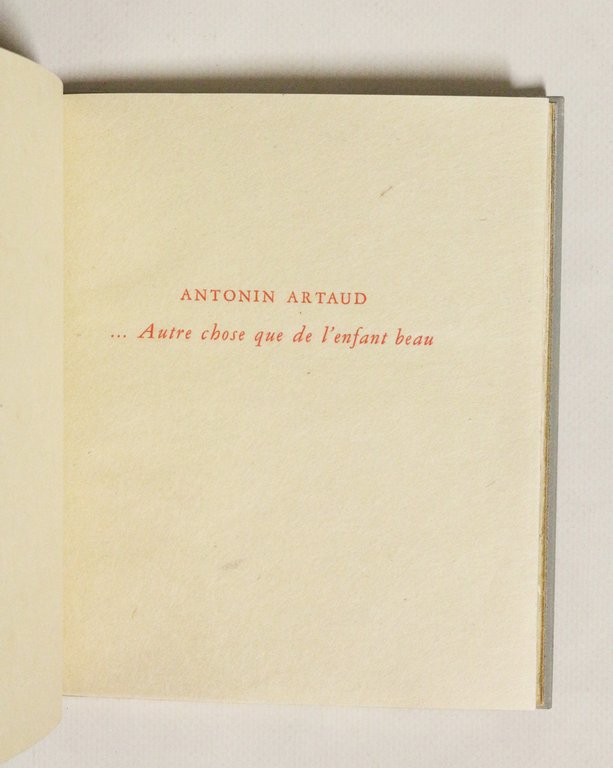 ANTONIN ARTAUD
... Autre chose que de l'enfant beau